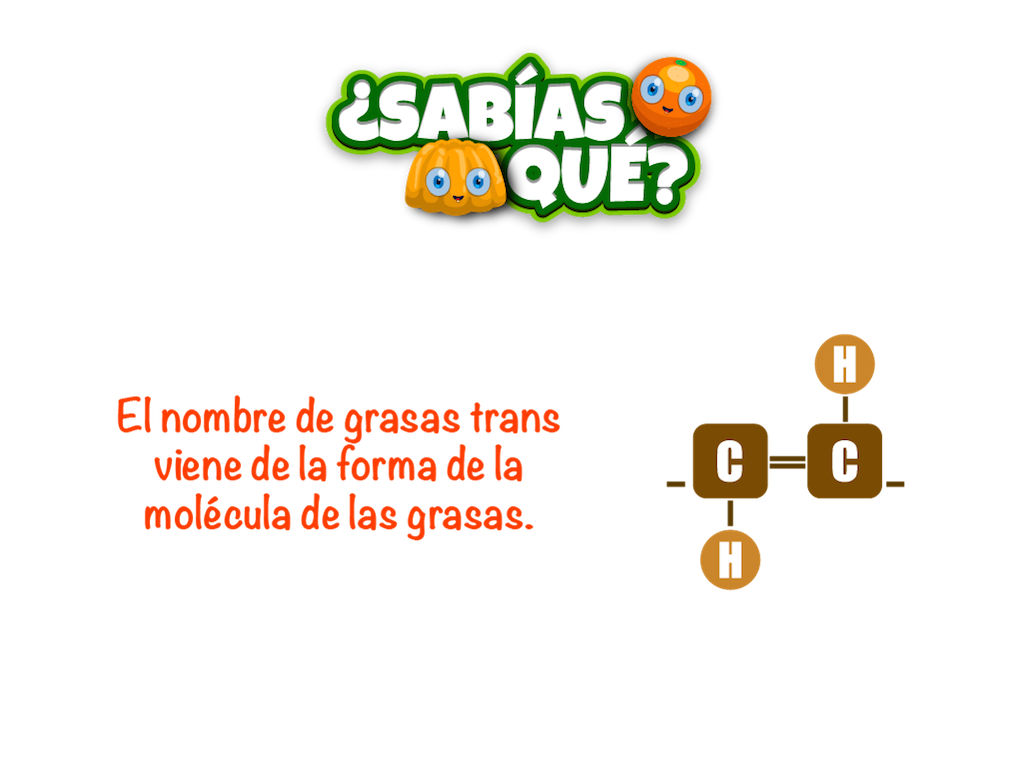 ¿SABÍAS
QUÉ?
El nombre de grasas trans
viene de la forma de la
molécula de las grasas.
H
C
C
H